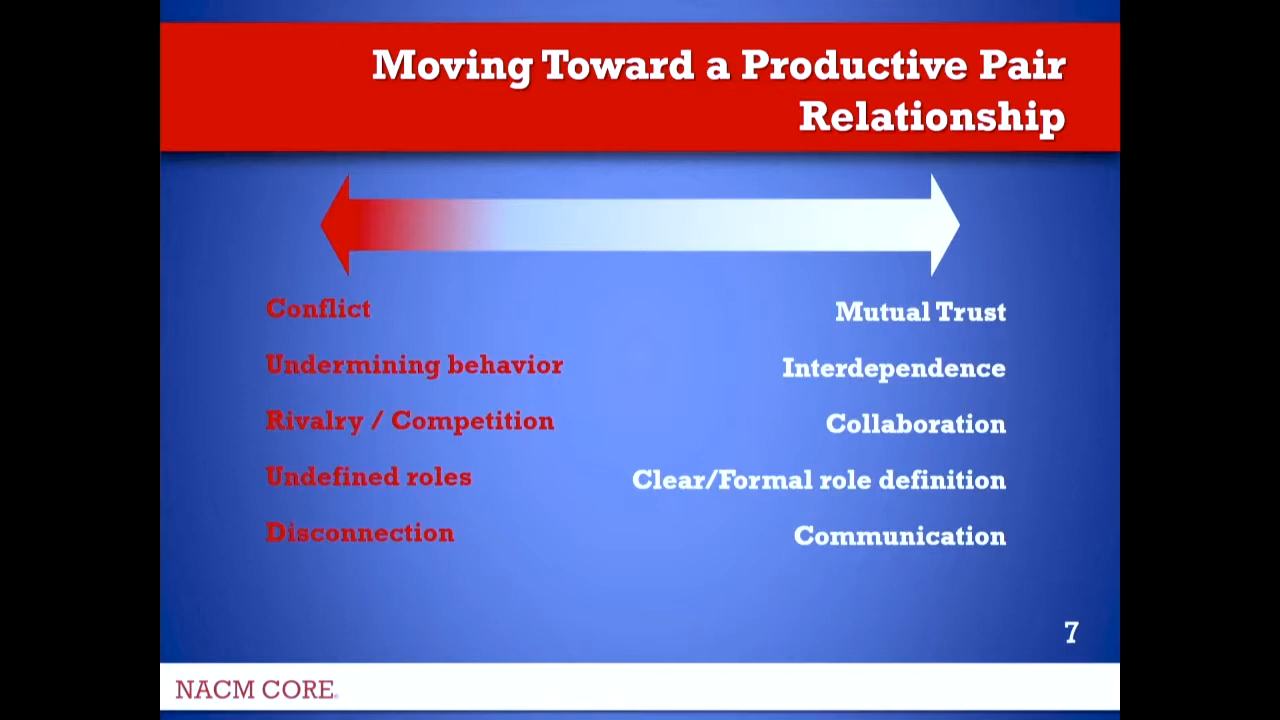 Moving Toward a Productive Pair
Relationship
Conflict
Undermining behavior
Rivalry / Competition
Undefined roles
Disconnection
Mutual Trust
Interdependence
Collaboration
Clear/Formal role definition
Communication
7
NACM CORE®